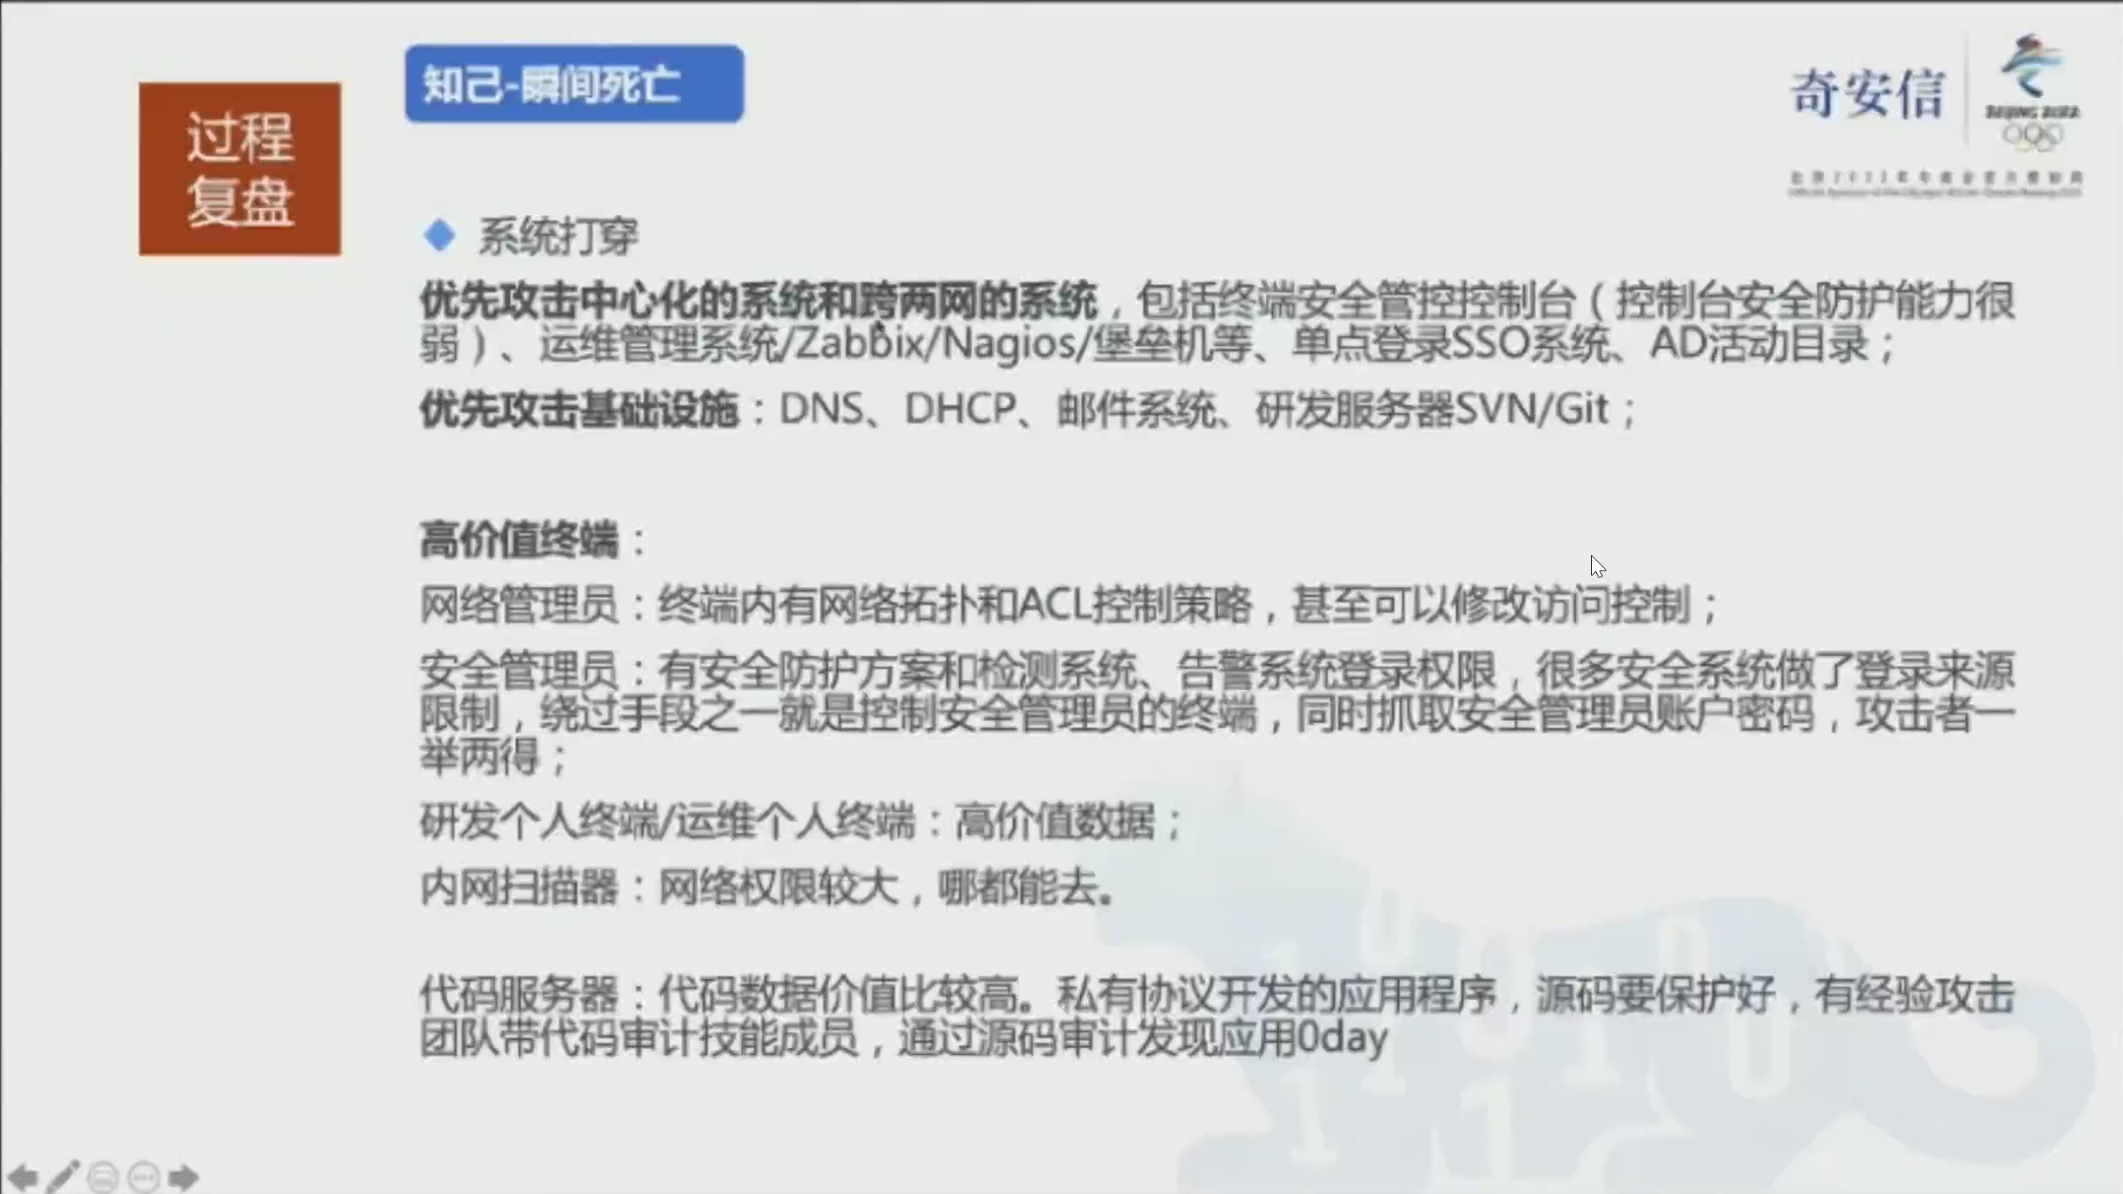 过程
复盘
知己-瞬间死亡
奇安信
BEIJING 2022
系统打穿
优先攻击中心化的系统和跨两网的系统，包括终端安全管控控制台（控制台安全防护能力很
弱）、运维管理系统/Zabbix/Nagios/堡垒机等、单点登录SSO系统、AD活动目录；
优先攻击基础设施：DNS、DHCP、邮件系统、研发服务器SVN/Git；
高价值终端：
网络管理员：终端内有网络拓扑和ACL控制策略，甚至可以修改访问控制；
安全管理员：有安全防护方案和检测系统、告警系统登录权限，很多安全系统做了登录来源
限制，绕过手段之一就是控制安全管理员的终端，同时抓取安全管理员账户密码，攻击者一
举两得；
研发个人终端/运维个人终端：高价值数据；
内网扫描器：网络权限较大，哪都能去。
代码服务器：代码数据价值比较高。私有协议开发的应用程序，源码要保护好，有经验攻击
团队带代码审计技能成员，通过源码审计发现应用0day